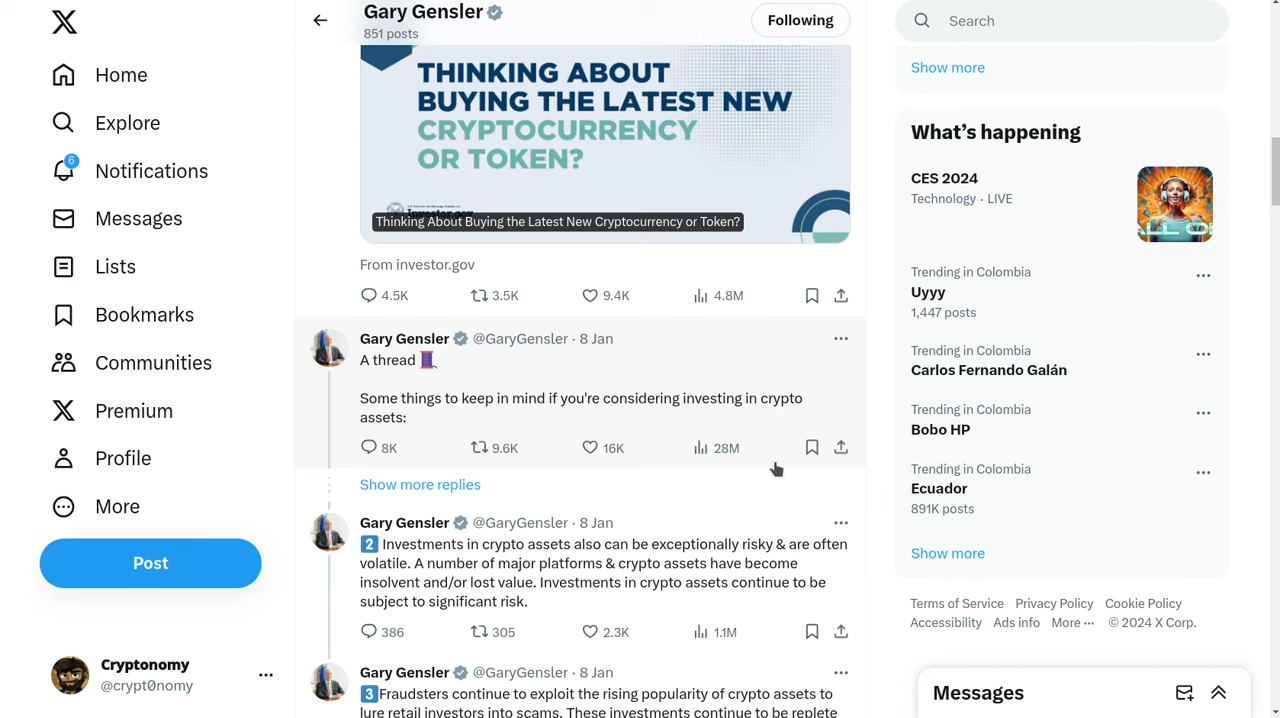 Home
Explore
6
Notifications
Messages
Lists
Bookmarks
Communities
Premium
Profile
More
Post
Cryptonomy
@crypt0nomy
Gary Gensler
851 posts
Following
THINKING ABOUT
BUYING THE LATEST NEW
CRYPTOCURRENCY
OR TOKEN?
Investor.gov
Thinking About Buying the Latest New Cryptocurrency or Token?
From investor.gov
4.5K 3.5K 9.4K 4.8M
Gary Gensler @GaryGensler · 8 Jan
A thread 🧵
Some things to keep in mind if you're considering investing in crypto
assets:
8K 9.6K 16K 28M
Show more replies
Gary Gensler @GaryGensler · 8 Jan
2️⃣ Investments in crypto assets also can be exceptionally risky & are often
volatile. A number of major platforms & crypto assets have become
insolvent and/or lost value. Investments in crypto assets continue to be
subject to significant risk.
386 305 2.3K 1.1M
Gary Gensler @GaryGensler · 8 Jan
3️⃣Fraudsters continue to exploit the rising popularity of crypto assets to
lure retail investors into scams. These investments continue to be replete
Search
Show more
What's happening
CES 2024
Technology · LIVE
Trending in Colombia
Uyyy
1,447 posts
Trending in Colombia
Carlos Fernando Galán
Trending in Colombia
Bobo HP
Trending in Colombia
Ecuador
891K posts
Show more
Terms of Service Privacy Policy Cookie Policy
Accessibility Ads info More ··· © 2024 X Corp.
Messages